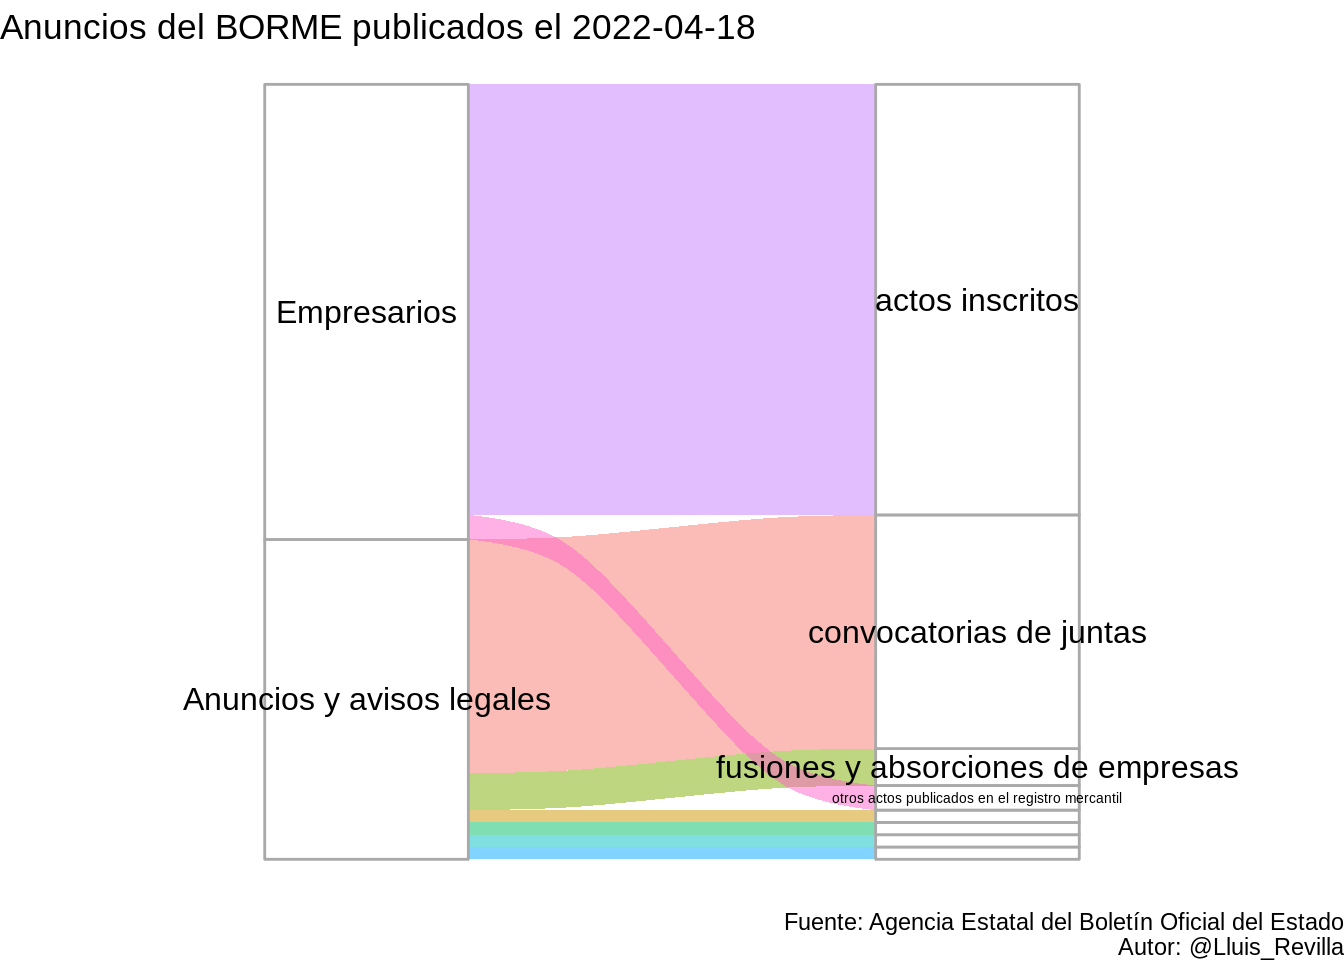 Anuncios del BORME publicados el 2022-04-18
Empresarios
actos inscritos
convocatorias de juntas
Anuncios y avisos legales
fusiones y absorciones de empresas
otros actos publicados en el registro mercantil
Fuente: Agencia Estatal del Boletín Oficial del Estado
Autor: @Lluis_Revilla